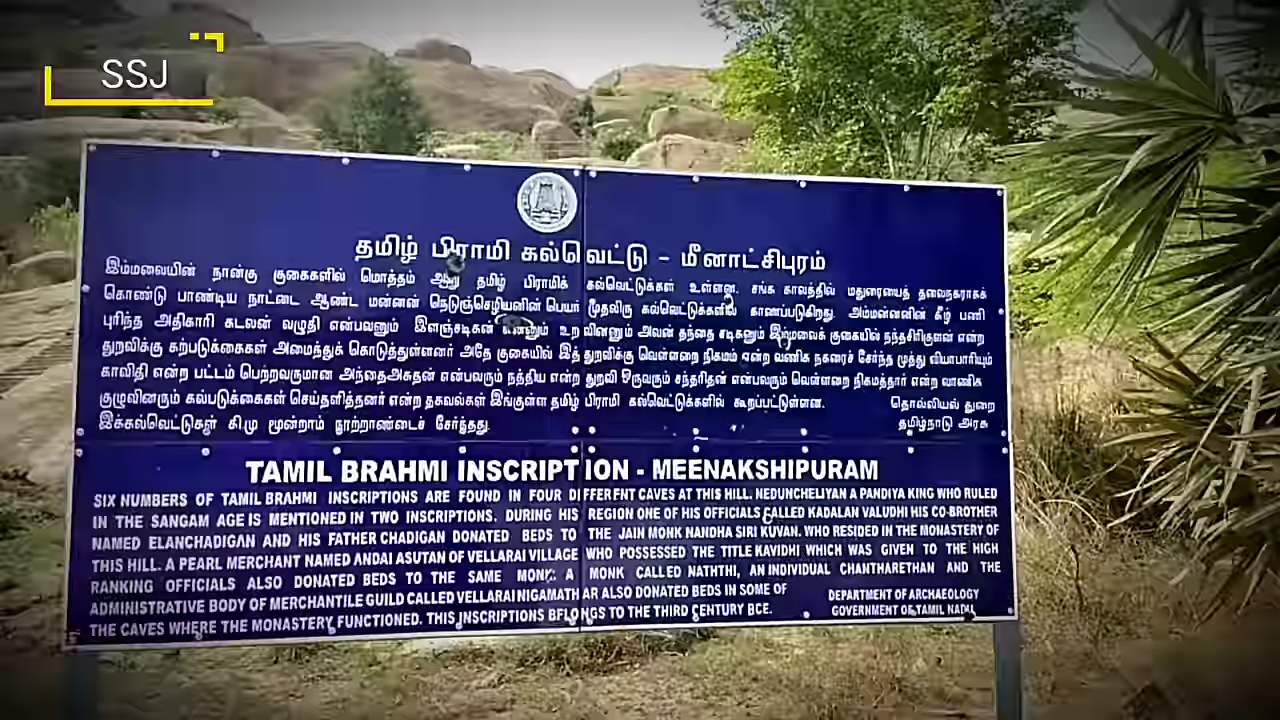 SSJ
தமிழ் பிராமி கல்வெட்டு - மீனாட்சிபுரம்
இம்மலையின் நான்கு குகைகளில் மொத்தம் ஆறு தமிழ் பிராமிக் கல்வெட்டுக்கள் உள்ளன. சங்க காலத்தில் மதுரையைத் தலைநகராகக்
கொண்டு பாண்டிய நாட்டை ஆண்ட மன்னன் நெடுஞ்செழியனின் பெயர் முதலிரு கல்வெட்டுக்களில் காணப்படுகிறது. அம்மன்னனின் கீழ் பணி
புரிந்த அதிகாரி கடலன் வழுதி என்பவனும் இளஞ்சடிகன் என்னும் உறவினனும் அவன் தந்தை சடிகனும் இம்மலைக் குகையில் நந்தசிரிகுவன் என்ற
துறவிக்கு கற்படுக்கைகள் அமைத்துக் கொடுத்துள்ளனர் அதே குகையில் இத் துறவிக்கு வெள்ளறை நிகமம் என்ற வணிக நகரைச் சேர்ந்த முத்து வியாபாரியும்
காவிதி என்ற பட்டம் பெற்றவருமான அந்தைஅசுதன் என்பவரும் நத்திய என்ற துறவி ஒருவரும் சந்தரிதன் என்பவரும் வெள்ளறை நிகமத்தார் என்ற வாணிக
குழுவினரும் கல்படுக்கைகள் செய்தளித்தனர் என்ற தகவல்கள் இங்குள்ள தமிழ் பிராமி கல்வெட்டுக்களில் கூறப்பட்டுள்ளன. தொல்லியல் துறை
இக்கல்வெட்டுகள் கி.மு மூன்றாம் நூற்றாண்டைச் சேர்ந்தது. தமிழ்நாடு அரசு
TAMIL BRAHMI INSCRIPTION - MEENAKSHIPURAM
SIX NUMBERS OF TAMIL BRAHMI INSCRIPTIONS ARE FOUND IN FOUR DIFFERENT CAVES AT THIS HILL. NEDUNCHELIYAN A PANDIYA KING WHO RULED
IN THE SANGAM AGE IS MENTIONED IN TWO INSCRIPTIONS. DURING HIS REGION ONE OF HIS OFFICIALS CALLED KADALAN VALUDHI HIS CO-BROTHER
NAMED ELANCHADIGAN AND HIS FATHER CHADIGAN DONATED BEDS TO THE JAIN MONK NANDHA SIRI KUVAN. WHO RESIDED IN THE MONASTERY OF
THIS HILL. A PEARL MERCHANT NAMED ANDAI ASUTAN OF VELLARAI VILLAGE WHO POSSESSED THE TITLE KAVIDHI WHICH WAS GIVEN TO THE HIGH
RANKING OFFICIALS ALSO DONATED BEDS TO THE SAME MONK. A MONK CALLED NATHTHI, AN INDIVIDUAL CHANTHARETHAN AND THE
ADMINISTRATIVE BODY OF MERCHANTILE GUILD CALLED VELLARAI NIGAMATHAR ALSO DONATED BEDS IN SOME OF
THE CAVES WHERE THE MONASTERY FUNCTIONED. THIS INSCRIPTIONS BELONGS TO THE THIRD CENTURY BCE.
DEPARTMENT OF ARCHAEOLOGY
GOVERNMENT OF TAMIL NADU